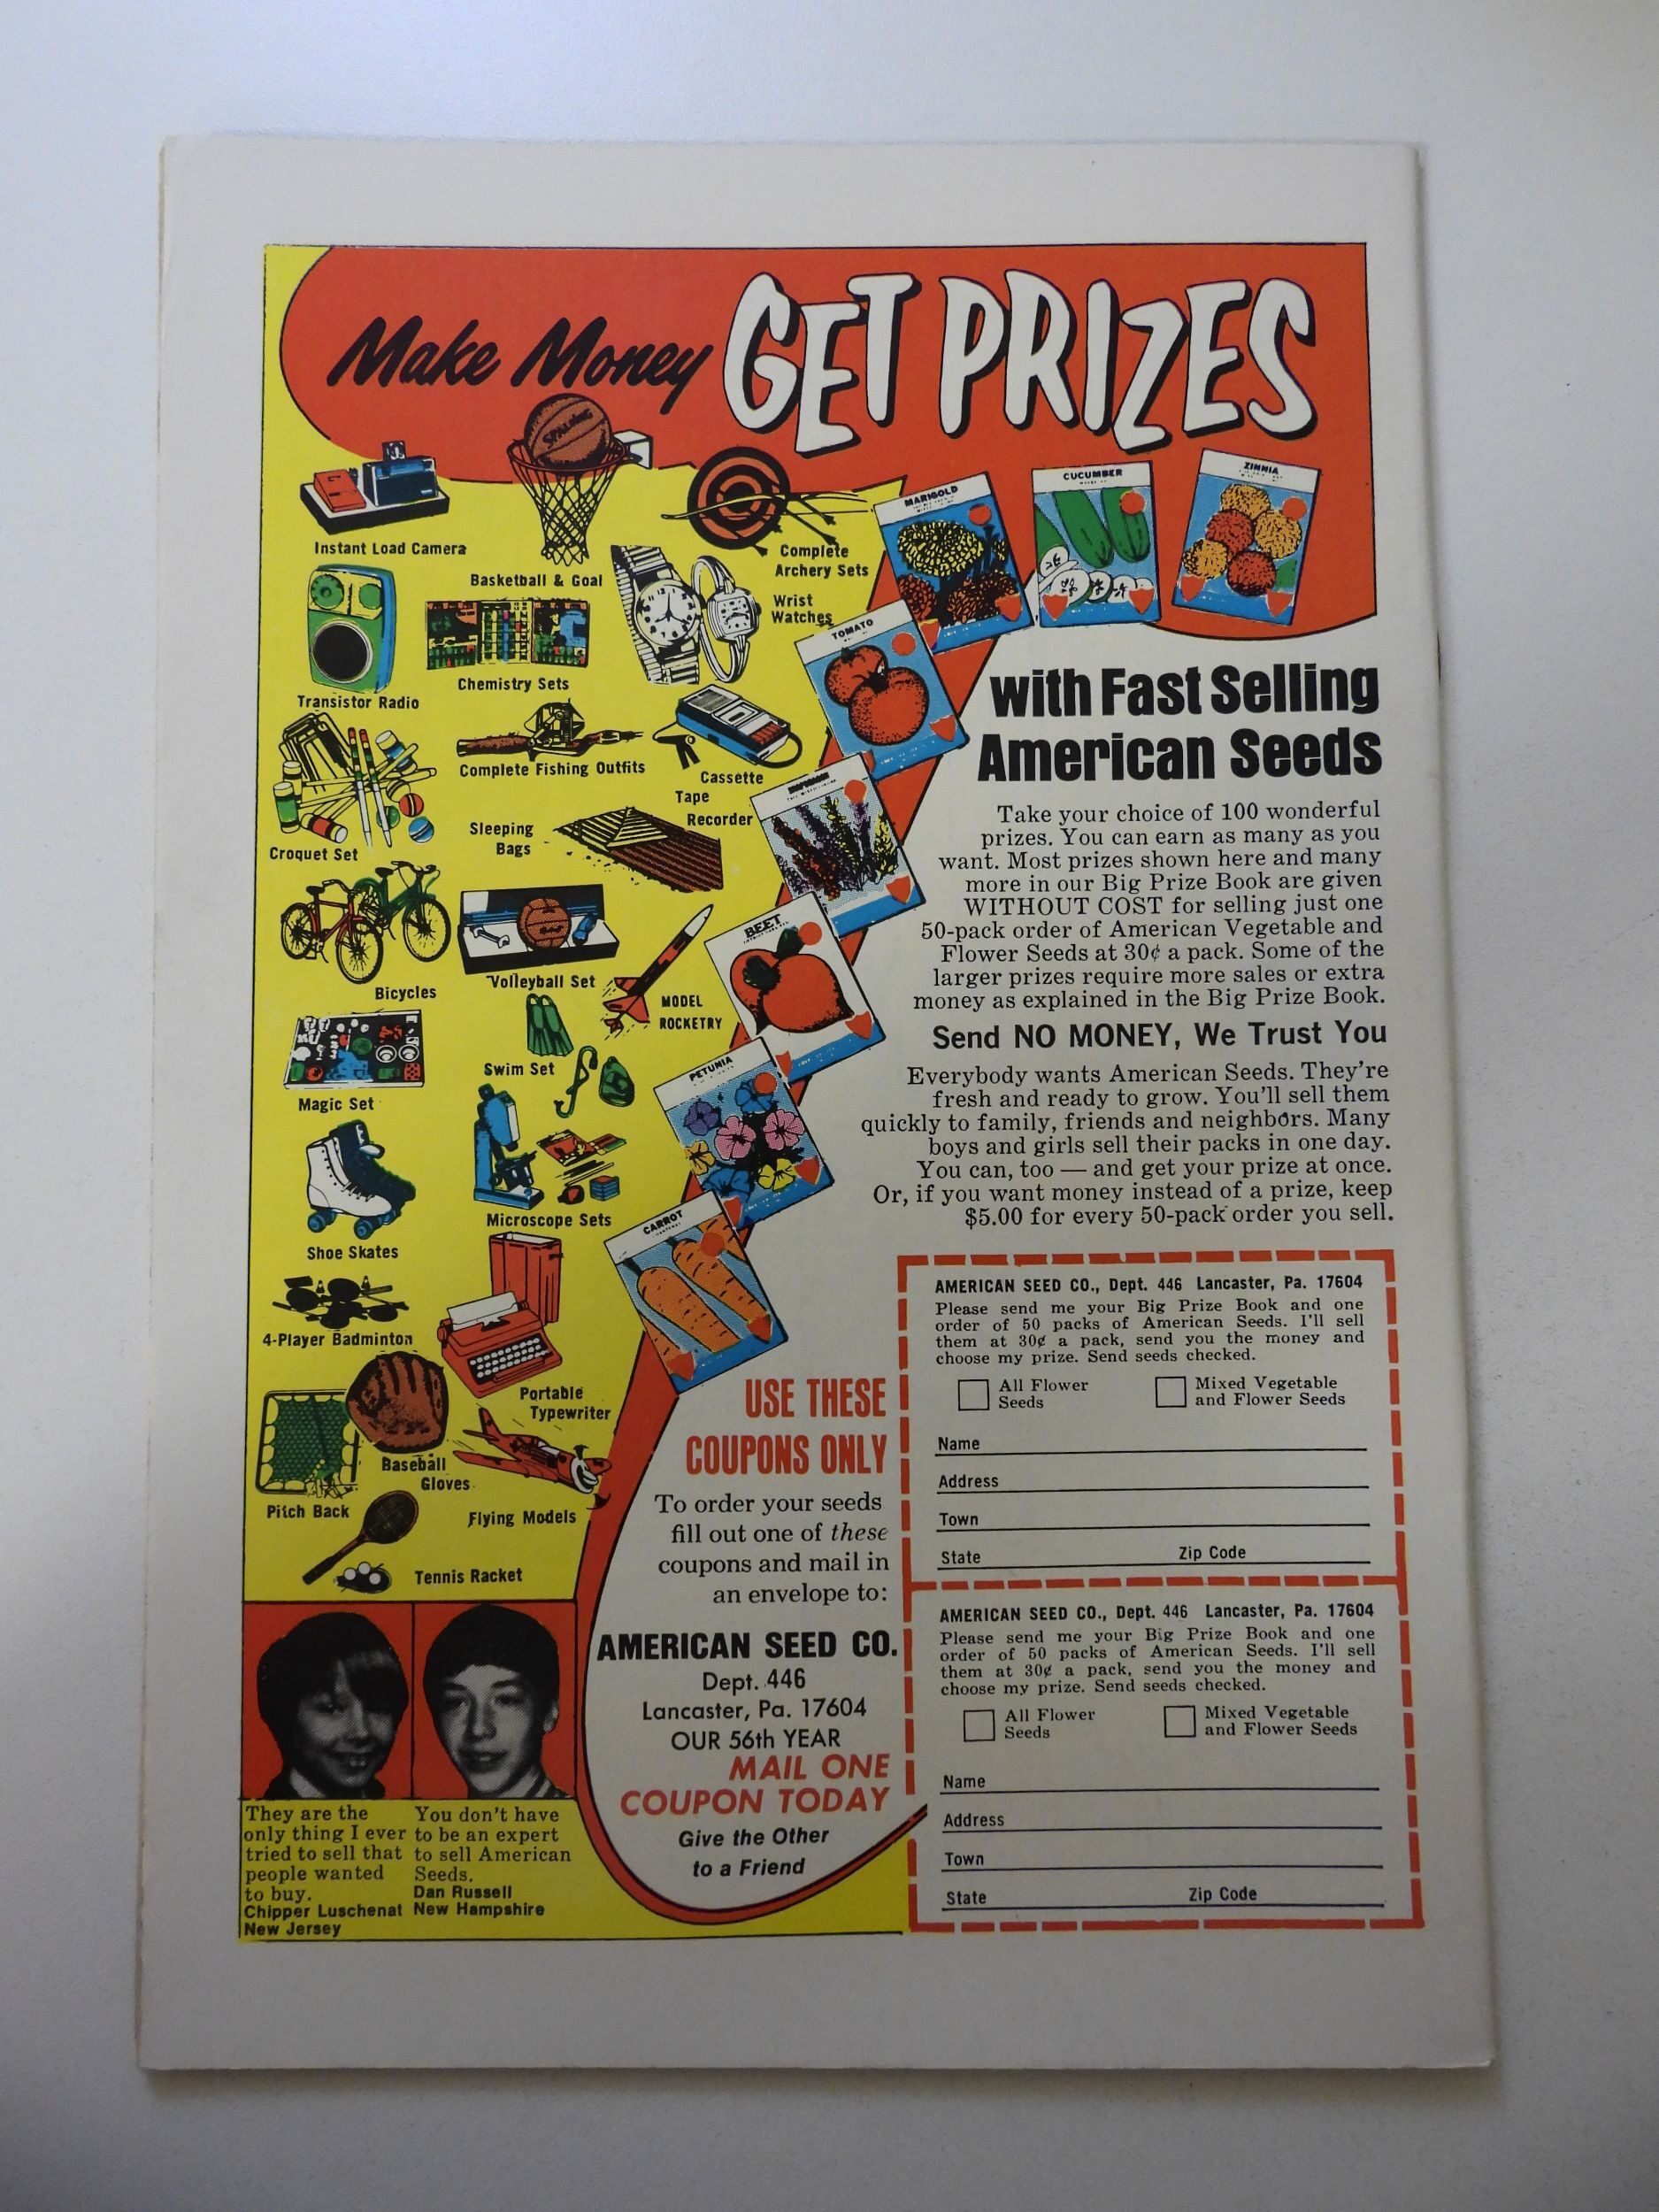 Make Money GET PRIZES
SPALDING
Instant Load Camera
Basketball & Goal
Complete
Archery Sets
Wrist
Watches
Transistor Radio
Chemistry Sets
Complete Fishing Outfits
Cassette
Tape
Recorder
Croquet Set
Sleeping
Bags
Bicycles
Volleyball Set
MODEL
ROCKETRY
Magic Set
Swim Set
Shoe Skates
Microscope Sets
4-Player Badminton
Portable
Typewriter
Pitch Back
Baseball
Gloves
Flying Models
Tennis Racket
MARIGOLD
CUCUMBER
ZINNIA
TOMATO
BEET
PETUNIA
CARROT
with Fast Selling
American Seeds
Take your choice of 100 wonderful
prizes. You can earn as many as you
want. Most prizes shown here and many
more in our Big Prize Book are given
WITHOUT COST for selling just one
50-pack order of American Vegetable and
Flower Seeds at 30¢ a pack. Some of the
larger prizes require more sales or extra
money as explained in the Big Prize Book.
Send NO MONEY, We Trust You
Everybody wants American Seeds. They're
fresh and ready to grow. You'll sell them
quickly to family, friends and neighbors. Many
boys and girls sell their packs in one day.
You can, too — and get your prize at once.
Or, if you want money instead of a prize, keep
$5.00 for every 50-pack order you sell.
USE THESE
COUPONS ONLY
To order your seeds
fill out one of these
coupons and mail in
an envelope to:
AMERICAN SEED CO.
Dept. 446
Lancaster, Pa. 17604
OUR 56th YEAR
MAIL ONE
COUPON TODAY
Give the Other
to a Friend
AMERICAN SEED CO., Dept. 446 Lancaster, Pa. 17604
Please send me your Big Prize Book and one
order of 50 packs of American Seeds. I'll sell
them at 30¢ a pack, send you the money and
choose my prize. Send seeds checked.
All Flower
Seeds
Mixed Vegetable
and Flower Seeds
Name
Address
Town
State Zip Code
AMERICAN SEED CO., Dept. 446 Lancaster, Pa. 17604
Please send me your Big Prize Book and one
order of 50 packs of American Seeds. I'll sell
them at 30¢ a pack, send you the money and
choose my prize. Send seeds checked.
All Flower
Seeds
Mixed Vegetable
and Flower Seeds
Name
Address
Town
State Zip Code
They are the
only thing I ever
tried to sell that
people wanted
to buy.
Chipper Luschenat
New Jersey
You don't have
to be an expert
to sell American
Seeds.
Dan Russell
New Hampshire